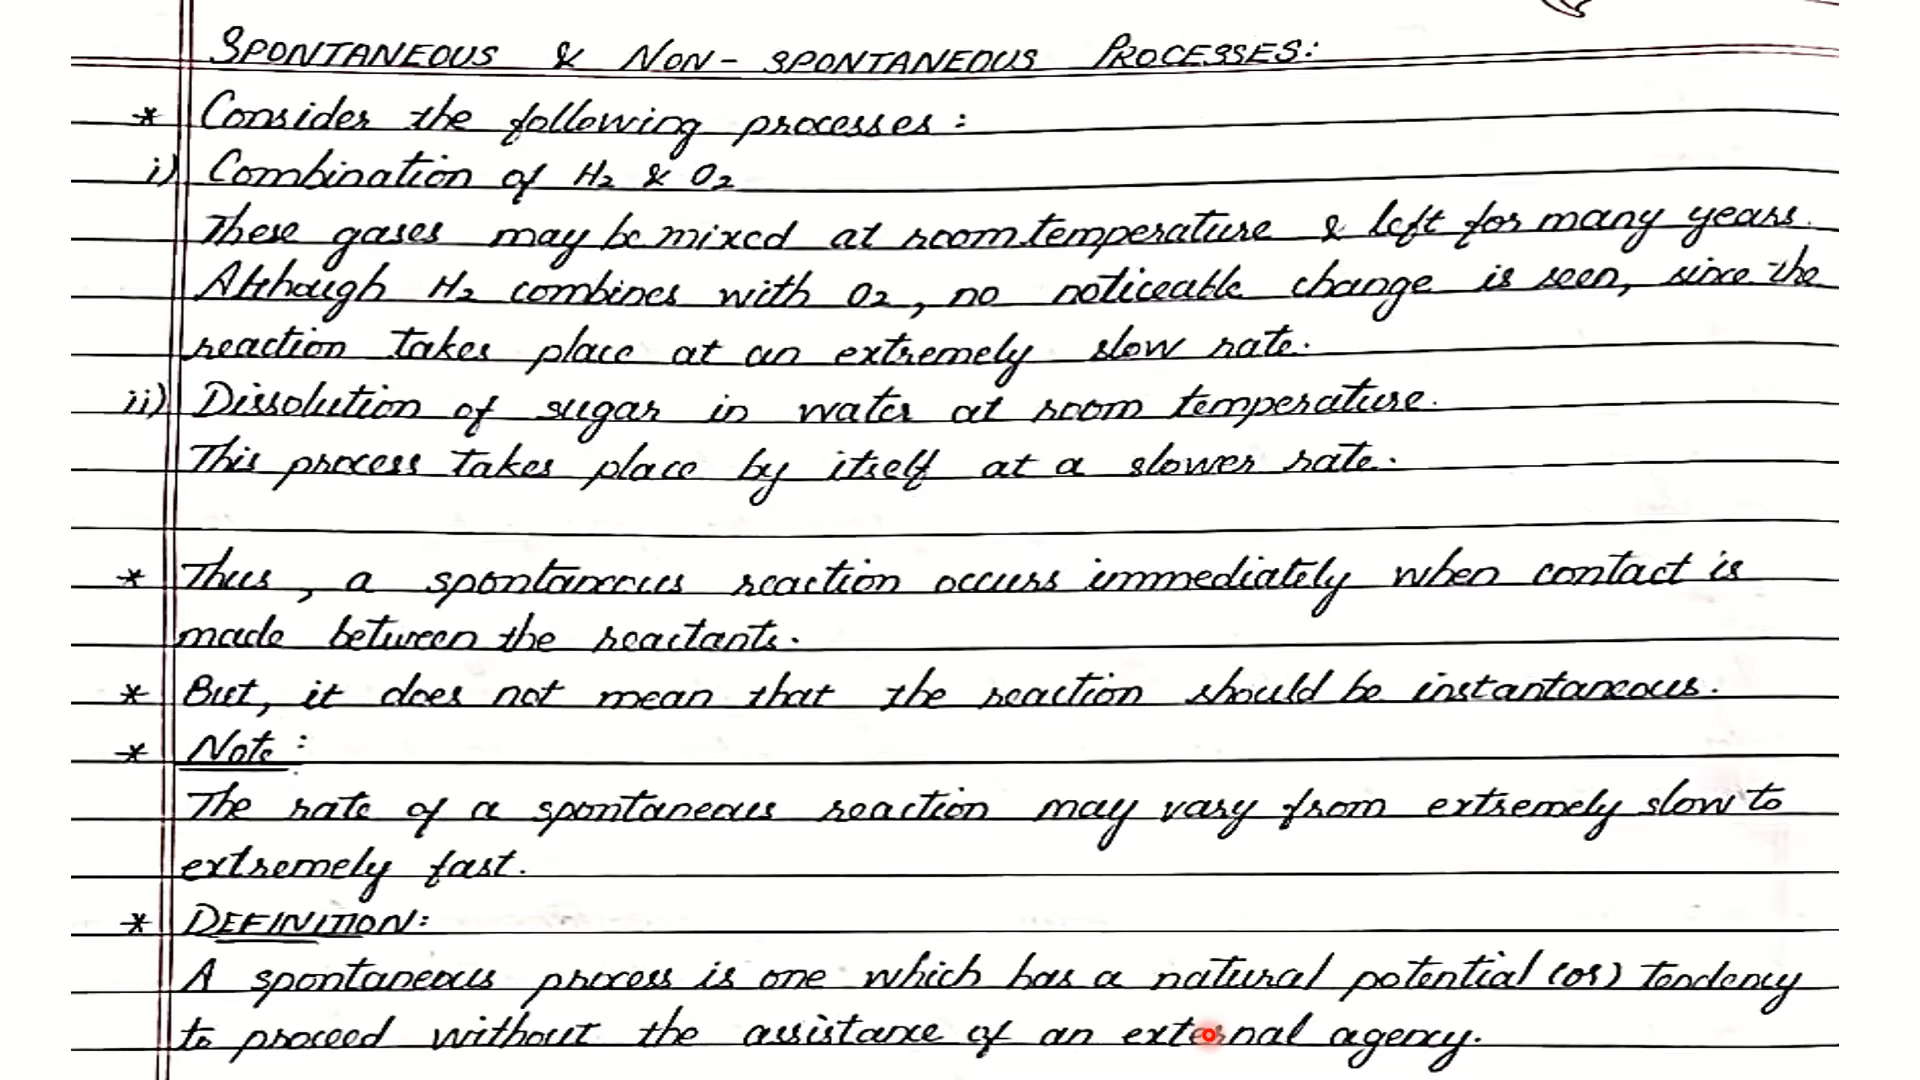 SPONTANEOUS & NON-SPONTANEOUS PROCESSES:
* Consider the following processes:
i) Combination of H₂ & O₂
These gases may be mixed at room temperature & left for many years.
Although H₂ combines with O₂, no noticeable change is seen, since the
reaction takes place at an extremely slow rate.
ii) Dissolution of sugar in water at room temperature.
This process takes place by itself at a slower rate.
* Thus, a spontaneous reaction occurs immediately when contact is
made between the reactants.
* But, it does not mean that the reaction should be instantaneous.
* Note:
The rate of a spontaneous reaction may vary from extremely slow to
extremely fast.
* DEFINITION:
A spontaneous process is one which has a natural potential (or) tendency
to proceed without the assistance of an external agency.